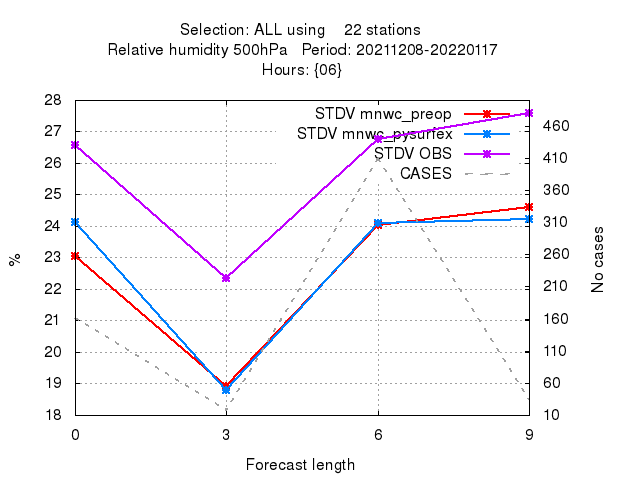 Selection: ALL using    22 stations
Relative humidity 500hPa   Period: 20211208-20220117
Hours: {06}
STDV mnwc_preop
STDV mnwc_pysurfex
STDV OBS
CASES
28
27
26
25
24
23
22
21
20
19
18
%
460
410
360
310
260
210
160
110
60
10
No cases
0 3 6 9
Forecast length